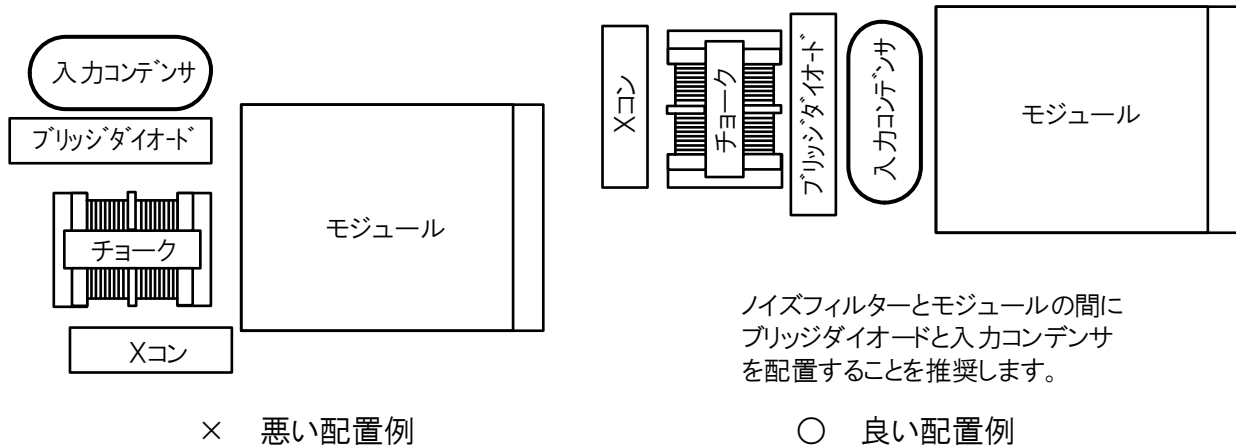 入力コンデンサ
ブリッジダイオード
チョーク
Xコン
モジュール
× 悪い配置例
Xコン
チョーク
ブリッジダイオード
入力コンデンサ
モジュール
ノイズフィルターとモジュールの間に
ブリッジダイオードと入力コンデンサ
を配置することを推奨します。
○ 良い配置例